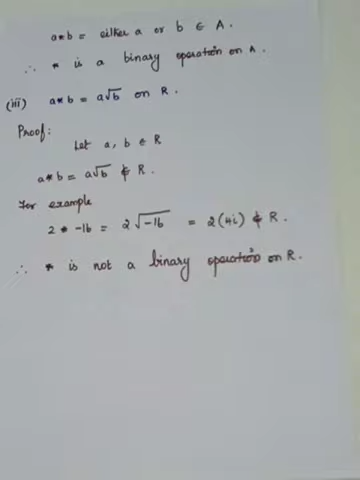 a*b = either a or b ∈ A.
∴ * is a binary operation on A.
(iii) a*b = a√b on R.
Proof:
Let a, b ∈ R
a*b = a√b ∉ R.
For example
2 * -16 = 2√-16 = 2(4i) ∉ R.
∴ * is not a binary operation on R.